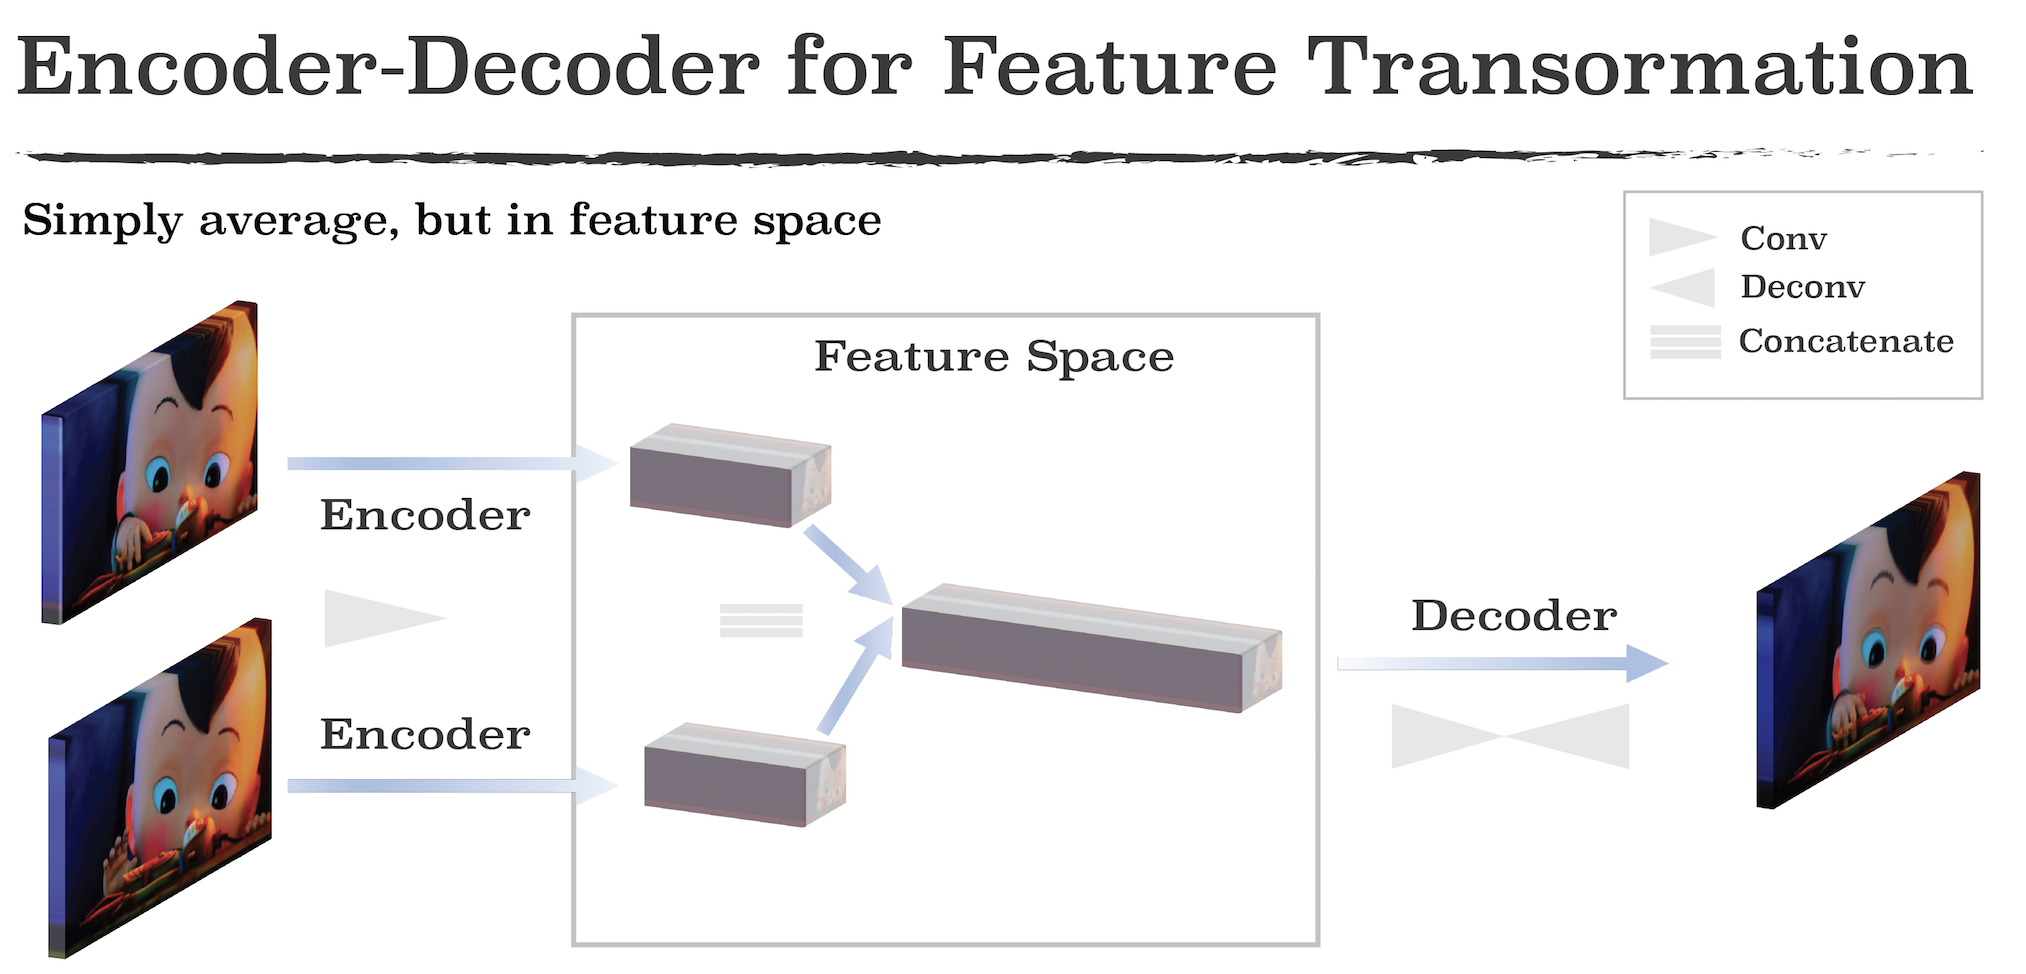 Encoder-Decoder for Feature Transormation
Simply average, but in feature space
Conv
Deconv
Concatenate
Feature Space
Encoder
Encoder
Decoder